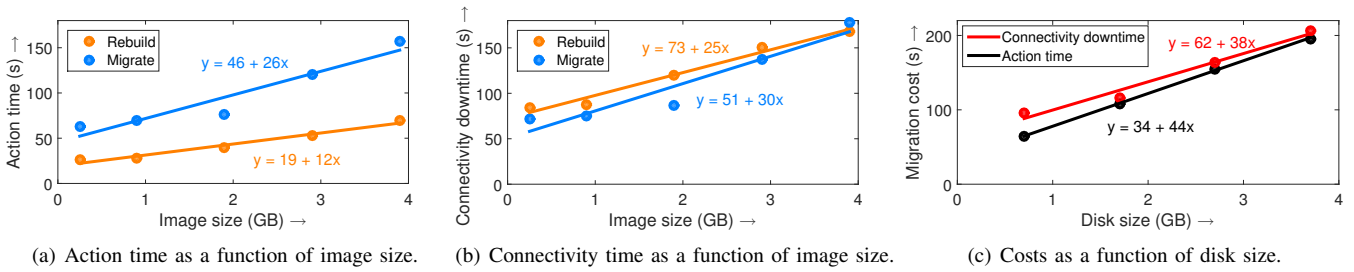 Action time (s) →
150
100
50
0
Rebuild
Migrate
y = 46 + 26x
y = 19 + 12x
0 1 2 3 4
Image size (GB) →
(a) Action time as a function of image size.
Connectivity downtime (s) →
150
100
50
0
Rebuild
Migrate
y = 73 + 25x
y = 51 + 30x
0 1 2 3 4
Image size (GB) →
(b) Connectivity time as a function of image size.
Migration cost (s) →
200
100
0
Connectivity downtime
Action time
y = 62 + 38x
y = 34 + 44x
0 1 2 3 4
Disk size (GB) →
(c) Costs as a function of disk size.